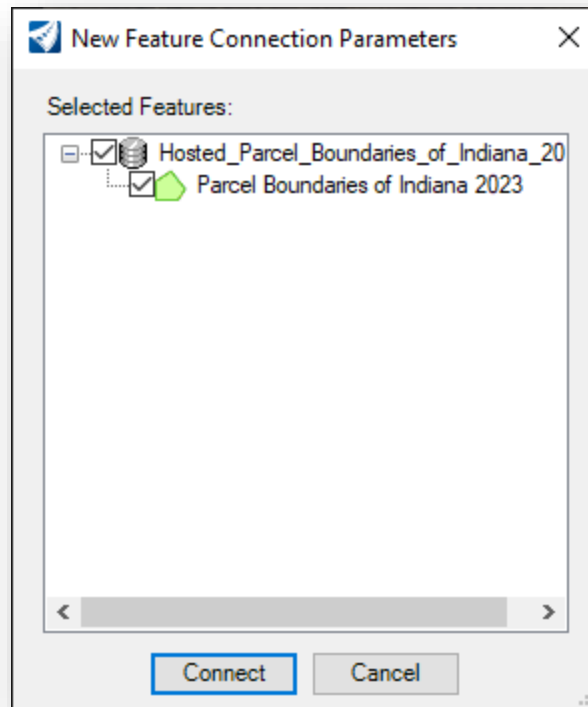 New Feature Connection Parameters
Selected Features:
Hosted_Parcel_Boundaries_of_Indiana_20
Parcel Boundaries of Indiana 2023
Connect Cancel